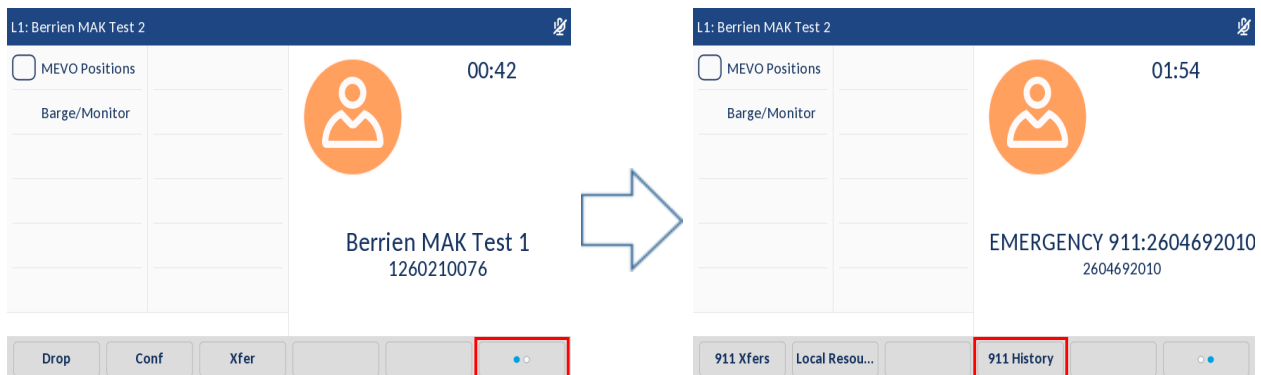 L1: Berrien MAK Test 2
MEVO Positions
00:42
Barge/Monitor
Berrien MAK Test 1
1260210076
Drop Conf Xfer
L1: Berrien MAK Test 2
MEVO Positions
01:54
Barge/Monitor
EMERGENCY 911:2604692010
2604692010
911 Xfers Local Resou... 911 History